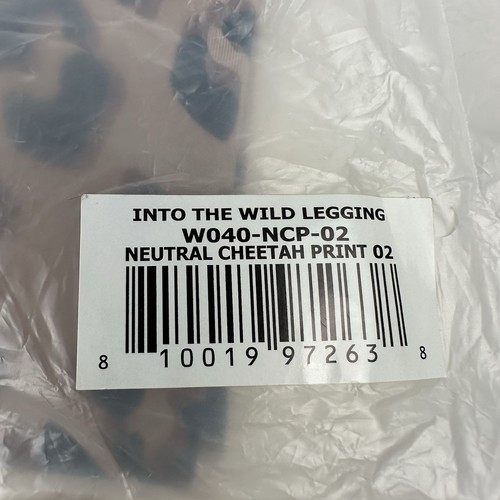 INTO THE WILD LEGGING
W040-NCP-02
NEUTRAL CHEETAH PRINT 02
8 10019 97263 8